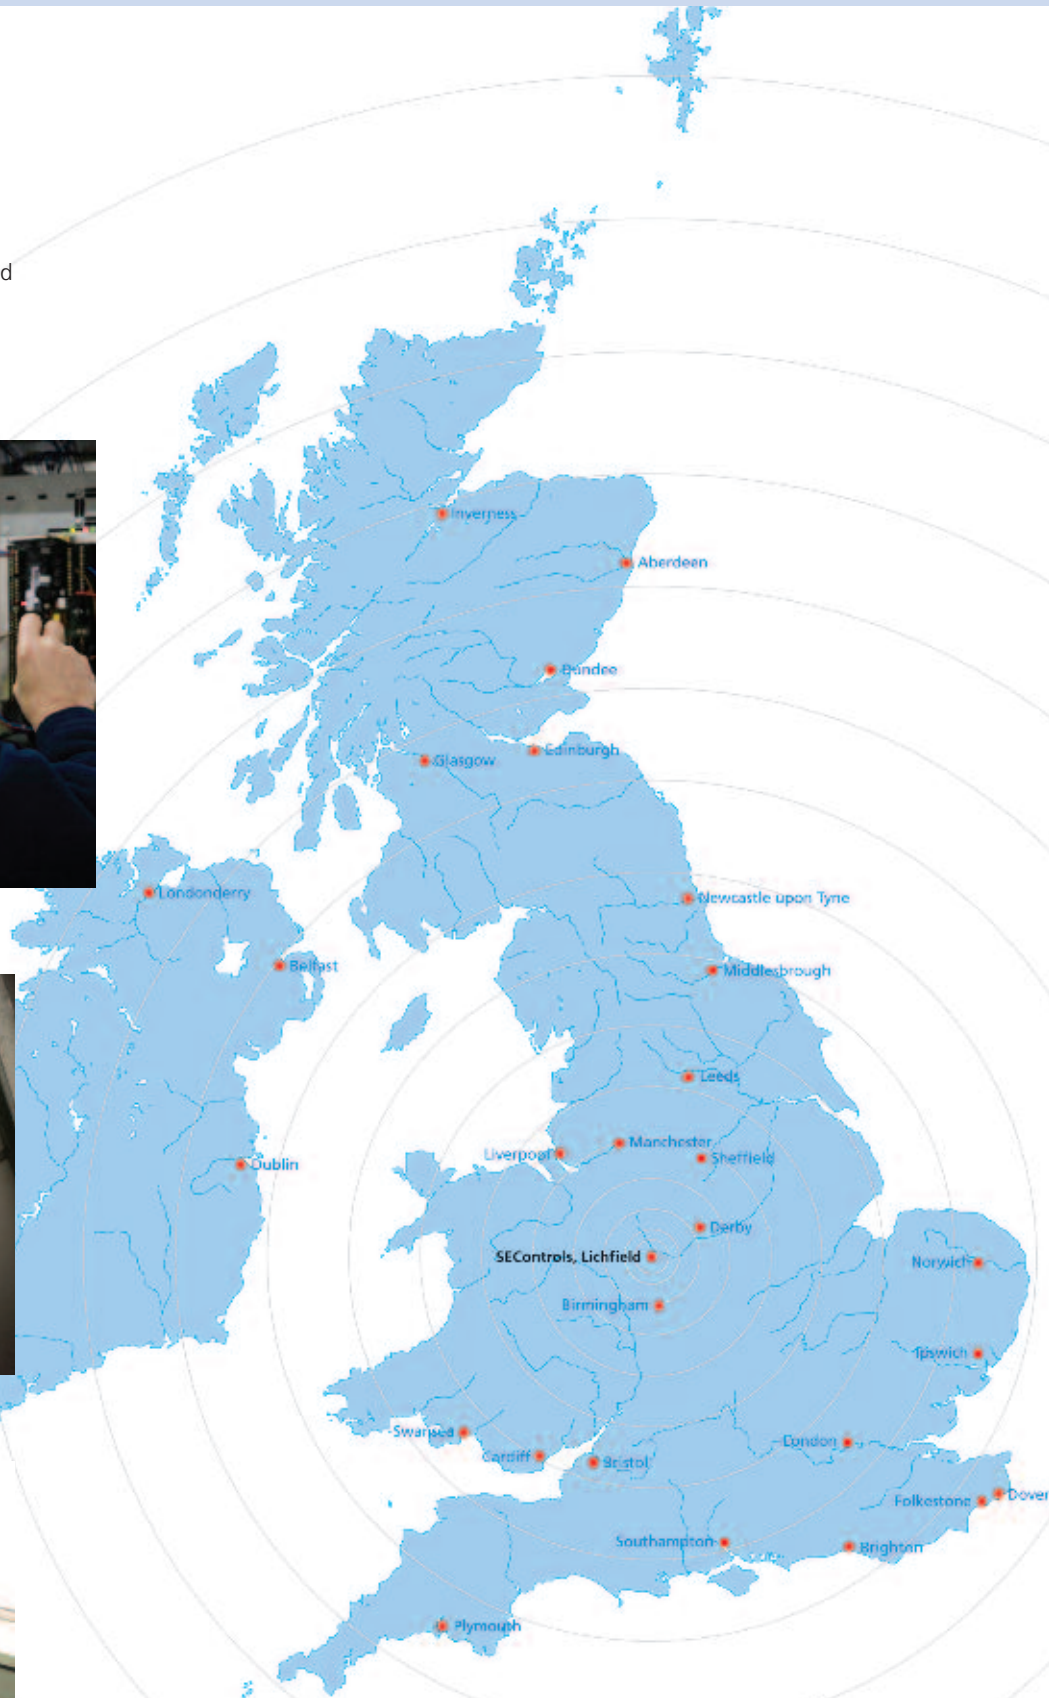 d
Inverness
Aberdeen
Dundee
Edinburgh
Glasgow
Londonderry
Newcastle upon Tyne
Belfast
Middlesbrough
Leeds
Manchester
Liverpool
Sheffield
Dublin
Derby
SEControls, Lichfield
Norwich
Birmingham
Ipswich
Swansea
London
Cardiff
Bristol
Dover
Folkestone
Southampton
Brighton
Plymouth